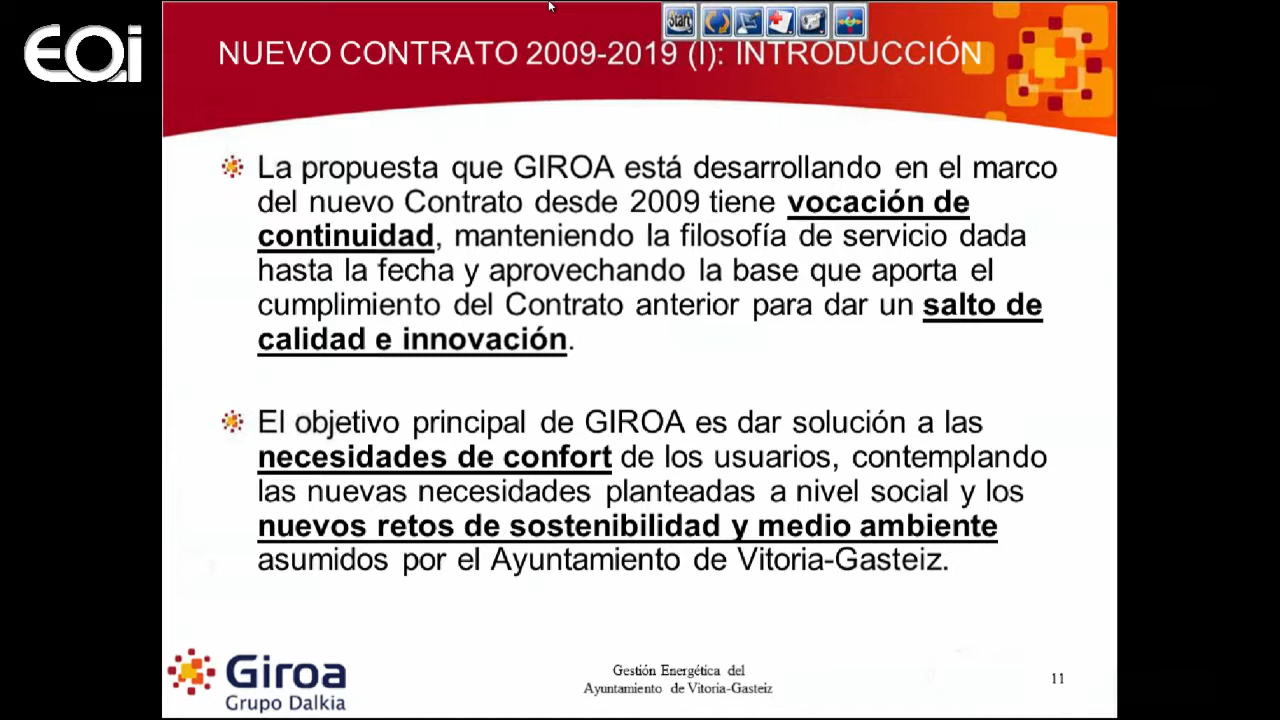 EOi
Start
NUEVO CONTRATO 2009-2019 (I): INTRODUCCIÓN
La propuesta que GIROA está desarrollando en el marco
del nuevo Contrato desde 2009 tiene vocación de
continuidad, manteniendo la filosofía de servicio dada
hasta la fecha y aprovechando la base que aporta el
cumplimiento del Contrato anterior para dar un salto de
calidad e innovación.
El objetivo principal de GIROA es dar solución a las
necesidades de confort de los usuarios, contemplando
las nuevas necesidades planteadas a nivel social y los
nuevos retos de sostenibilidad y medio ambiente
asumidos por el Ayuntamiento de Vitoria-Gasteiz.
Giroa
Grupo Dalkia
Gestión Energética del
Ayuntamiento de Vitoria-Gasteiz
11